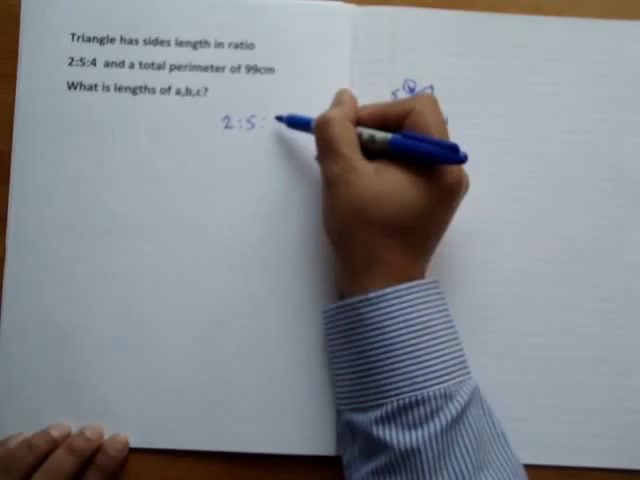 Triangle has sides length in ratio
2:5:4 and a total perimeter of 99cm
What is lengths of a,b,c?
2:5: